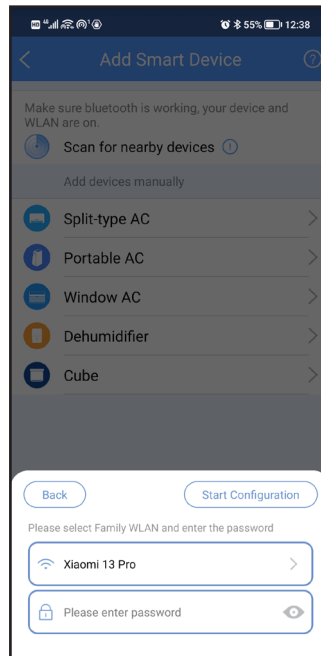 HD 4G 55% 12:38
Add Smart Device ?
Make sure bluetooth is working, your device and
WLAN are on.
Scan for nearby devices
Add devices manually
Split-type AC
Portable AC
Window AC
Dehumidifier
Cube
Back Start Configuration
Please select Family WLAN and enter the password
Xiaomi 13 Pro
Please enter password